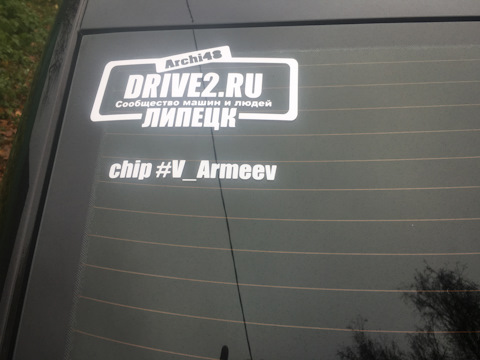 Archi48
DRIVE2.RU
Сообщество машин и людей
ЛИПЕЦК
chip #V_Armeev